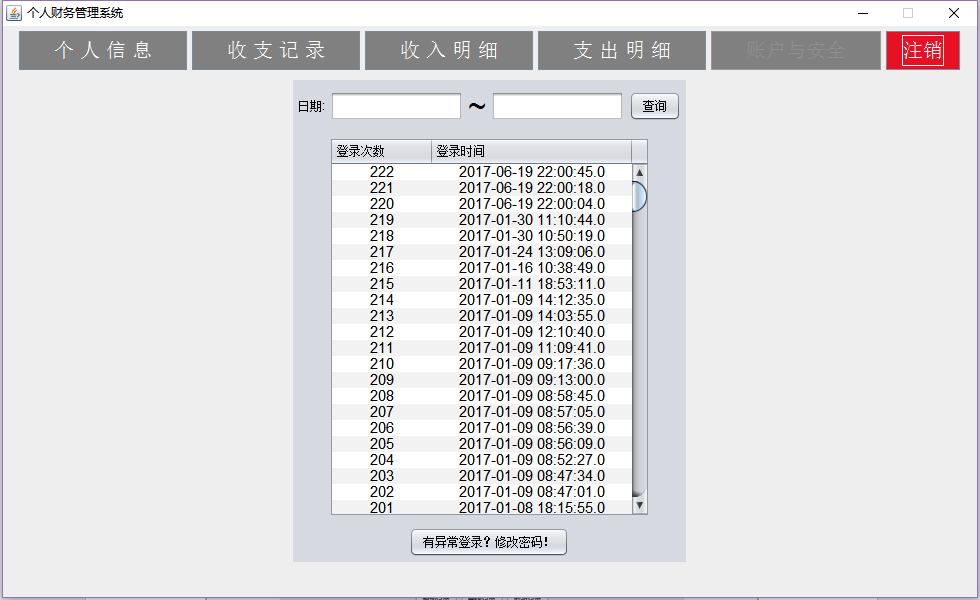 个人财务管理系统
个人信息 收支记录 收入明细 支出明细 账户与安全 注销
日期: ~ 查询
登录次数 登录时间
222 2017-06-19 22:00:45.0
221 2017-06-19 22:00:18.0
220 2017-06-19 22:00:04.0
219 2017-01-30 11:10:44.0
218 2017-01-30 10:50:19.0
217 2017-01-24 13:09:06.0
216 2017-01-16 10:38:49.0
215 2017-01-11 18:53:11.0
214 2017-01-09 14:12:35.0
213 2017-01-09 14:03:55.0
212 2017-01-09 12:10:40.0
211 2017-01-09 11:09:41.0
210 2017-01-09 09:17:36.0
209 2017-01-09 09:13:00.0
208 2017-01-09 08:58:45.0
207 2017-01-09 08:57:05.0
206 2017-01-09 08:56:39.0
205 2017-01-09 08:56:09.0
204 2017-01-09 08:52:27.0
203 2017-01-09 08:47:34.0
202 2017-01-09 08:47:01.0
201 2017-01-08 18:15:55.0
有异常登录？修改密码！